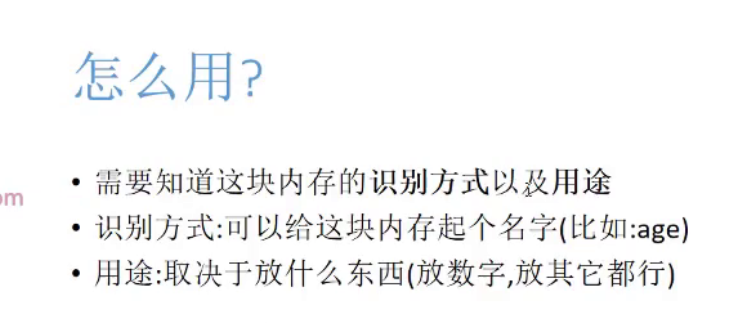 怎么用?
• 需要知道这块内存的识别方式以及用途
om
• 识别方式:可以给这块内存起个名字(比如:age)
• 用途:取决于放什么东西(放数字,放其它都行)